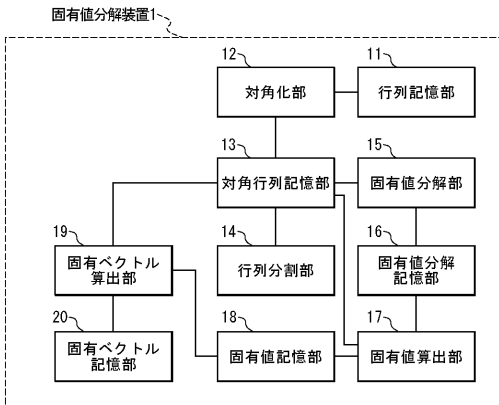 固有値分解装置1
12
対角化部
11
行列記憶部
13
対角行列記憶部
15
固有値分解部
19
固有ベクトル
算出部
14
行列分割部
16
固有値分解
記憶部
20
固有ベクトル
記憶部
18
固有値記憶部
17
固有値算出部